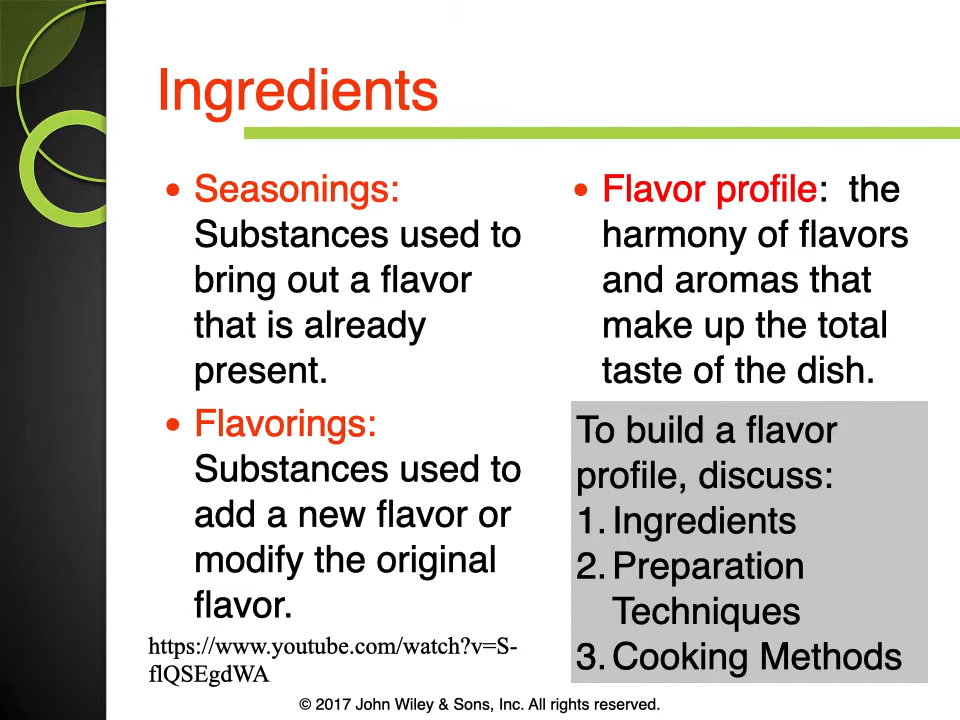 Ingredients
• Seasonings:
Substances used to
bring out a flavor
that is already
present.
• Flavorings:
Substances used to
add a new flavor or
modify the original
flavor.
https://www.youtube.com/watch?v=S-
flQSEgdWA
• Flavor profile:  the
harmony of flavors
and aromas that
make up the total
taste of the dish.
To build a flavor
profile, discuss:
1. Ingredients
2. Preparation
Techniques
3. Cooking Methods
© 2017 John Wiley & Sons, Inc. All rights reserved.